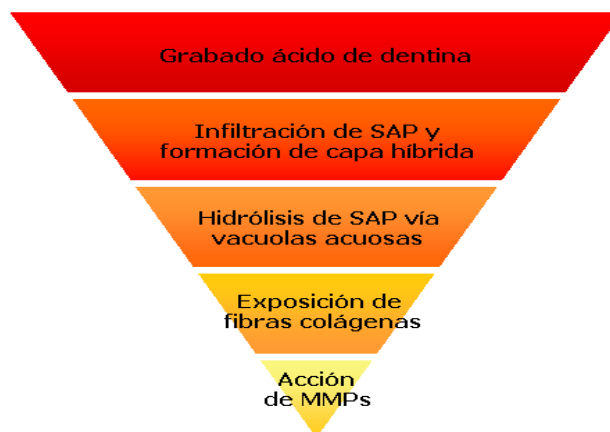 Grabado ácido de dentina
Infiltración de SAP y
formación de capa híbrida
Hidrólisis de SAP vía
vacuolas acuosas
Exposición de
fibras colágenas
Acción
de MMPs